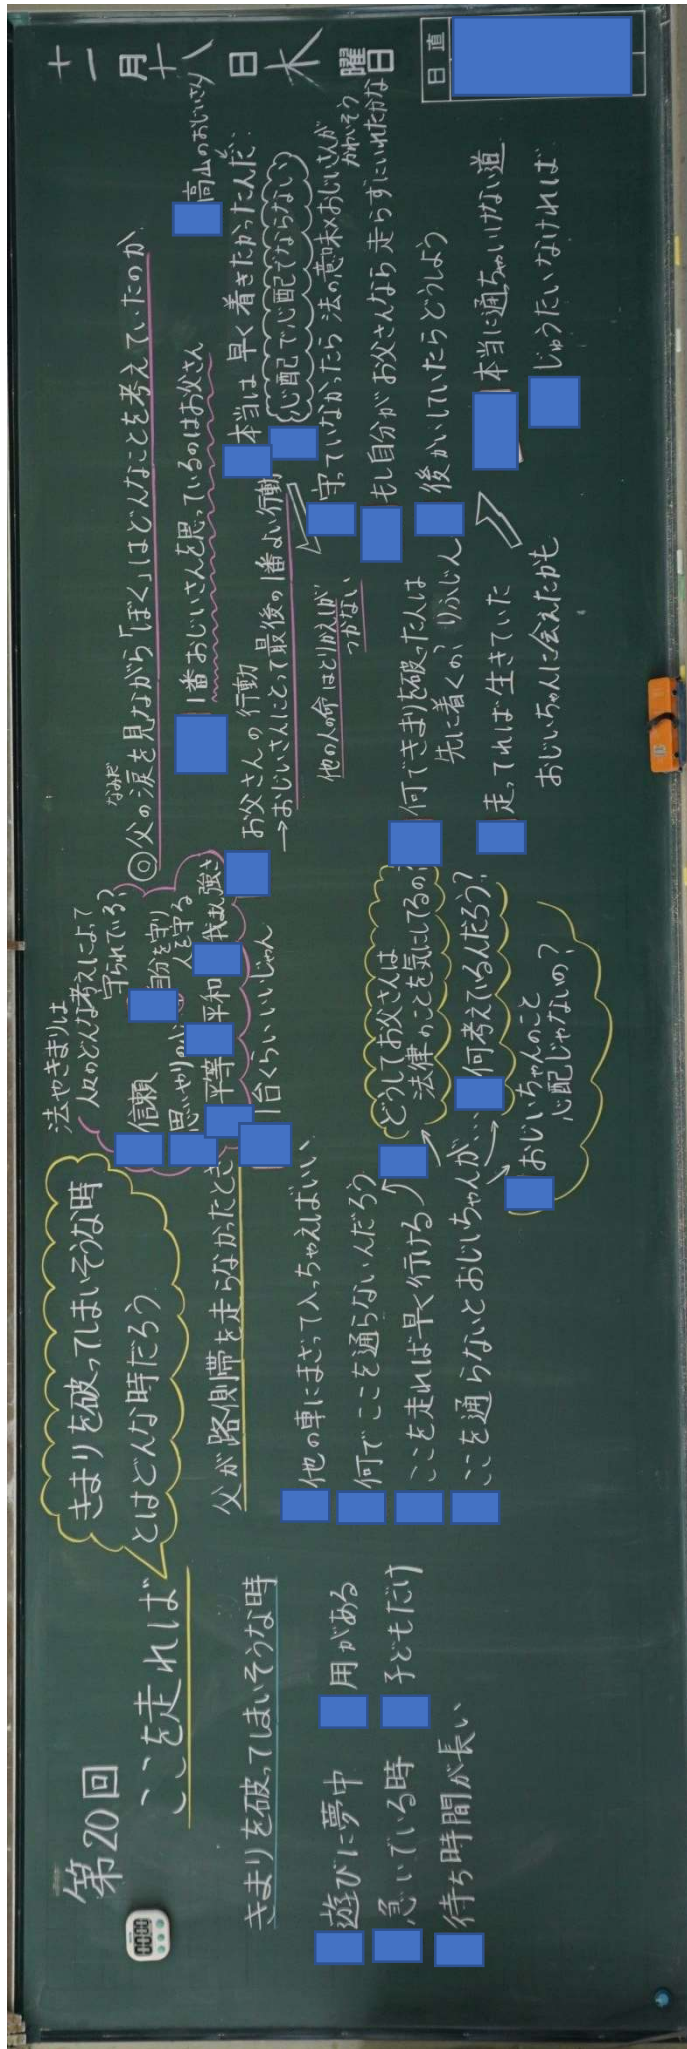 第20回
ここを走れば
きまりを破ってしまいそうな時
とはどんな時だろう
きまりを破ってしまいそうな時
遊びに夢中
急いでいる時
待ち時間が長い
用がある
子どもだけ
父が路側帯を走らなかったとき
1台くらいいいじゃん
他の車にまざって入っちゃえばいい
何でここを通らないんだろう
ここを走れば早く行ける
ここを通らないとおじいちゃんが…
どうしてお父さんは
法律のことを気にしてるの?
何考えているんだろう?
おじいちゃんのこと
心配じゃないの?
法やきまりは
人々のどんな考えによって
守られている?
信頼
自分を守り
人を守る
思いやりの心
平等
平和
我まん強さ
◎父の涙を見ながら「ぼく」はどんなことを考えていたのか
なみだ
1番おじいさんを思っているのはお父さん
高山のおじいさん
お父さんの行動
→おじいさんにとって最後の1番よい行動
本当は早く着きたかったんだ…
心配で心配でならない
他の人の命はとりかえしが
つかない
守っていなかったら法の意味×おじいさんが
かわいそう
もし自分がお父さんなら走らずにいれたかな
後かいしていたらどうしよう
何できまりを破った人は
先に着くの?りふじん
走ってれば生きていた
おじいちゃんに会えたかも
本当に通っちゃいけない道
じゅうたいなければ
十一月十八日木曜日
日直